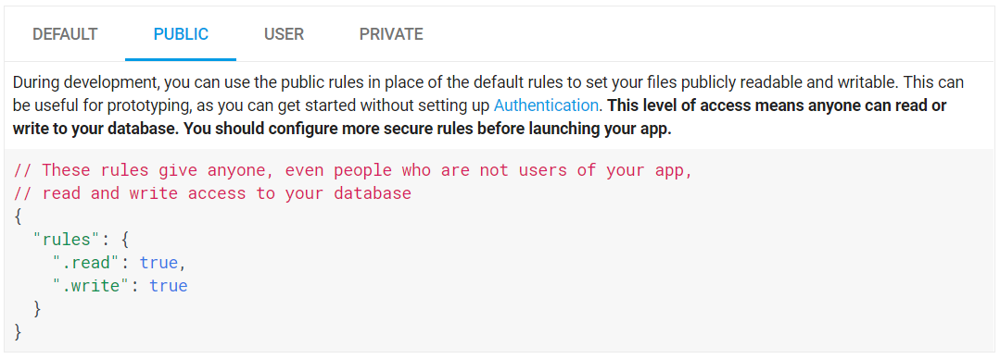 DEFAULT PUBLIC USER PRIVATE
During development, you can use the public rules in place of the default rules to set your files publicly readable and writable. This can
be useful for prototyping, as you can get started without setting up Authentication. This level of access means anyone can read or
write to your database. You should configure more secure rules before launching your app.
// These rules give anyone, even people who are not users of your app,
// read and write access to your database
{
  "rules": {
    ".read": true,
    ".write": true
  }
}